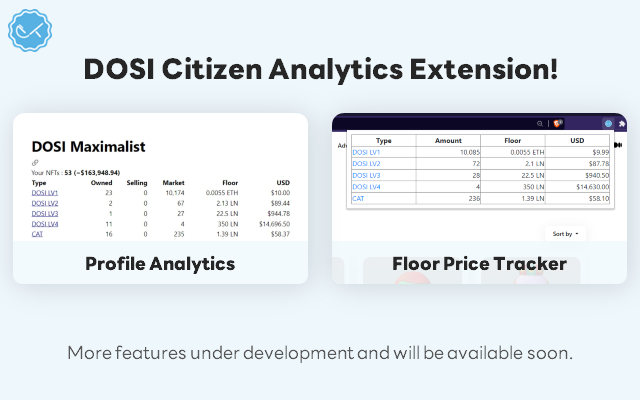 DOSI Citizen Analytics Extension!
DOSI Maximalist
Your NFTs : 53 (~$163,948.94)
Type Owned Selling Market Floor USD
DOSI LV1 23 0 10,174 0.0055 ETH $10.00
DOSI LV2 2 0 67 2.13 LN $89.44
DOSI LV3 1 0 27 22.5 LN $944.78
DOSI LV4 11 0 4 350 LN $14,696.50
CAT 16 0 235 1.39 LN $58.37
Profile Analytics
Type Amount Floor USD
DOSI LV1 10,085 0.0055 ETH $9.99
DOSI LV2 72 2.1 LN $87.78
DOSI LV3 28 22.5 LN $940.50
DOSI LV4 4 350 LN $14,630.00
CAT 236 1.39 LN $58.10
Sort by
Floor Price Tracker
More features under development and will be available soon.